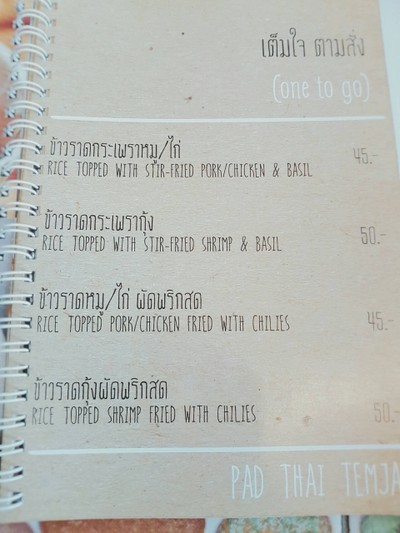 เต็มใจ ตามสั่ง
(one to go)
ข้าวราดกระเพราหมู/ไก่ 45.-
RICE TOPPED WITH STIR-FRIED PORK/CHICKEN & BASIL
ข้าวราดกระเพรากุ้ง 50.-
RICE TOPPED WITH STIR-FRIED SHRIMP & BASIL
ข้าวราดหมู/ไก่ ผัดพริกสด 45.-
RICE TOPPED PORK/CHICKEN FRIED WITH CHILIES
ข้าวราดกุ้งผัดพริกสด 50.-
RICE TOPPED SHRIMP FRIED WITH CHILIES
PAD THAI TEMJA